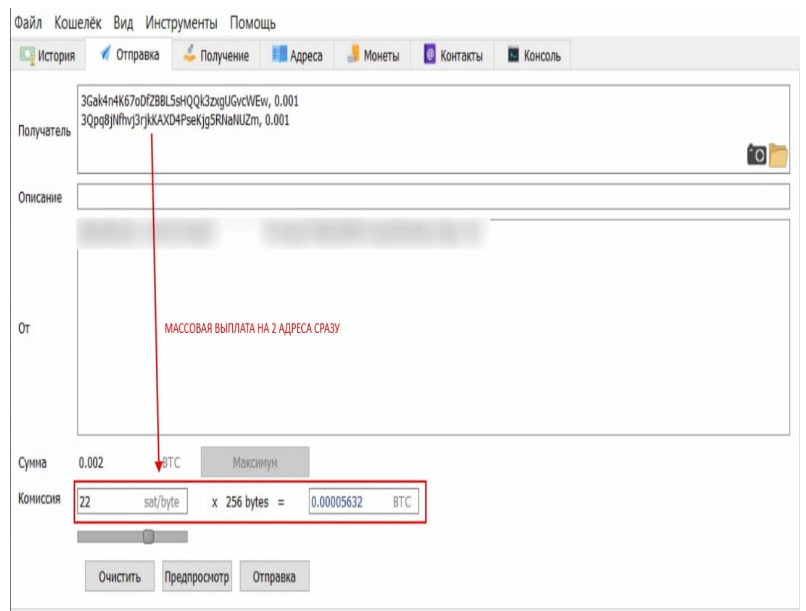 Файл Кошелёк Вид Инструменты Помощь
История Отправка Получение Адреса Монеты Контакты Консоль
Получатель
3Gak4n4K67oDfZBBL5sHQQk3zxgUGvcWEw, 0.001
3Qpq8jNfhvj3rjkKAXD4PseKjg5RNaNUZm, 0.001
Описание
От
МАССОВАЯ ВЫПЛАТА НА 2 АДРЕСА СРАЗУ
Сумма 0.002 BTC Максимум
Комиссия 22 sat/byte x 256 bytes = 0.00005632 BTC
Очистить Предпросмотр Отправка